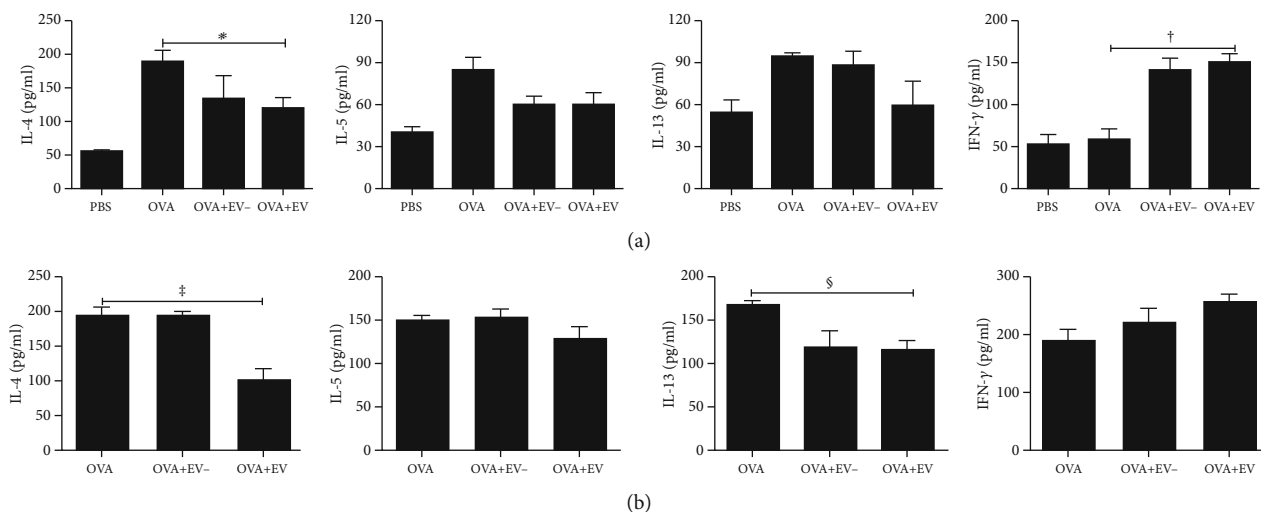 250
200
150
100
50
0
IL-4 (pg/ml)
*
PBS OVA OVA+EV– OVA+EV
120
90
60
30
0
IL-5 (pg/ml)
PBS OVA OVA+EV– OVA+EV
120
90
60
30
0
IL-13 (pg/ml)
PBS OVA OVA+EV– OVA+EV
200
150
100
50
0
IFN-γ (pg/ml)
†
PBS OVA OVA+EV– OVA+EV
(a)
250
200
150
100
50
0
IL-4 (pg/ml)
‡
OVA OVA+EV– OVA+EV
200
150
100
50
0
IL-5 (pg/ml)
OVA OVA+EV– OVA+EV
200
150
100
50
0
IL-13 (pg/ml)
§
OVA OVA+EV– OVA+EV
300
200
100
300
IFN-γ (pg/ml)
OVA OVA+EV– OVA+EV
(b)